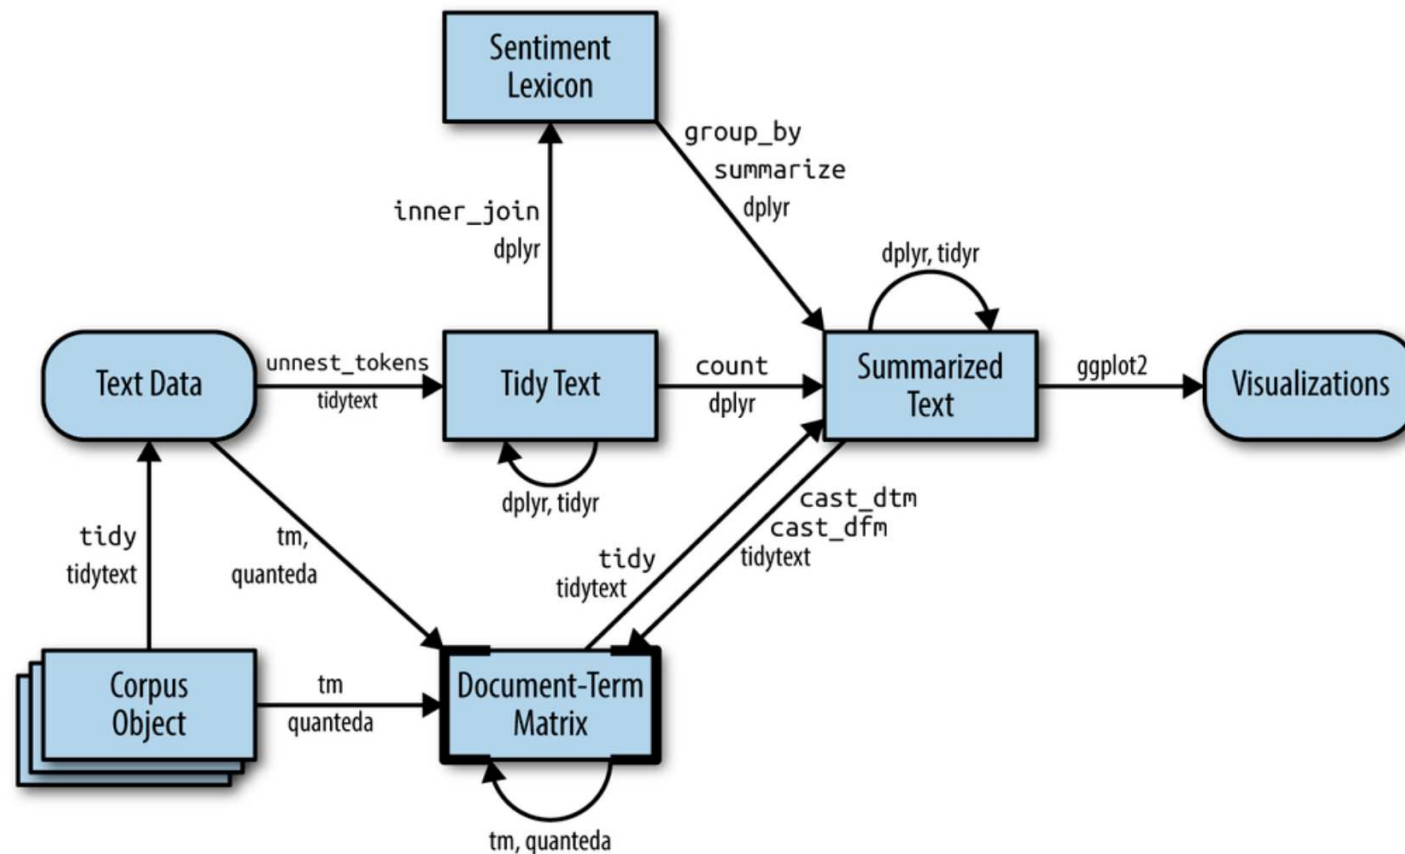 Sentiment
Lexicon
group_by
summarize
dplyr
inner_join
dplyr
dplyr, tidyr
Text Data
unnest_tokens
tidytext
Tidy Text
count
dplyr
Summarized
Text
ggplot2
Visualizations
dplyr, tidyr
tidy
tidytext
tm,
quanteda
tidy
tidytext
cast_dtm
cast_dfm
tidytext
Corpus
Object
tm
quanteda
Document-Term
Matrix
tm, quanteda